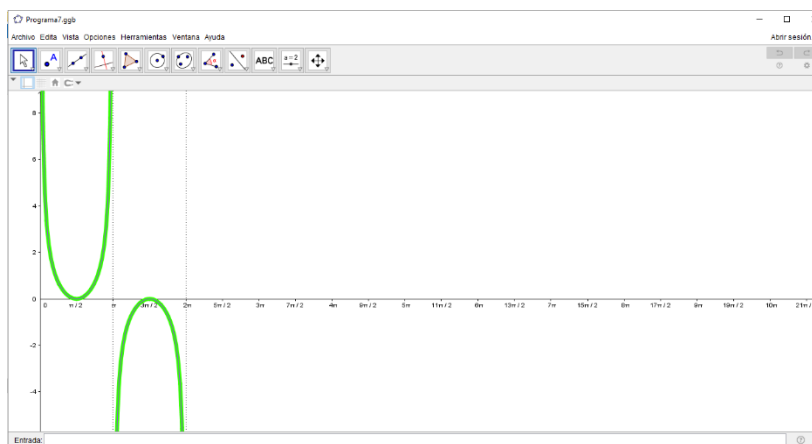 Programa7.ggb
Archivo Edita Vista Opciones Herramientas Ventana Ayuda
Abrir sesión
A
ABC
a=2
8
6
4
2
0
-2
-4
0 π/2 π 3π/2 2π 5π/2 3π 7π/2 4π 9π/2 5π 11π/2 6π 13π/2 7π 15π/2 8π 17π/2 9π 19π/2 10π 21π/
Entrada: